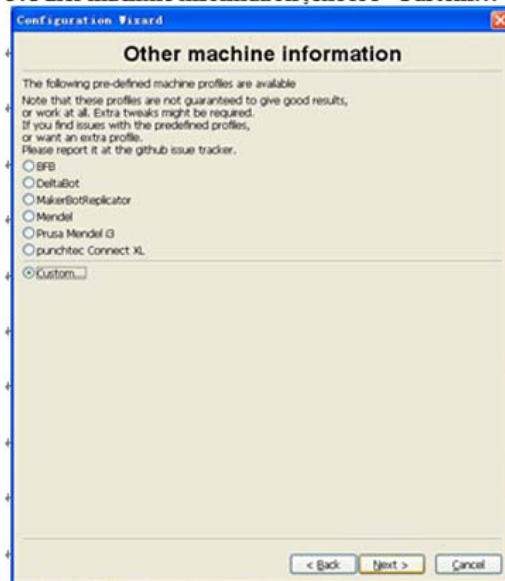 Configuration Wizard
Other machine information
The following pre-defined machine profiles are available
Note that these profiles are not guaranteed to give good results,
or work at all. Extra tweaks might be required.
If you find issues with the predefined profiles,
or want an extra profile.
Please report it at the github issue tracker.
BFB
DeltaBot
MakerBotReplicator
Mendel
Prusa Mendel i3
punchtec Connect XL
Custom...
< Back
Next >
Cancel